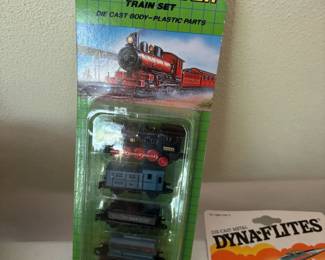 TRAIN SET
DIE CAST BODY-PLASTIC PARTS
DIE CAST METAL
DYNA-FLITES